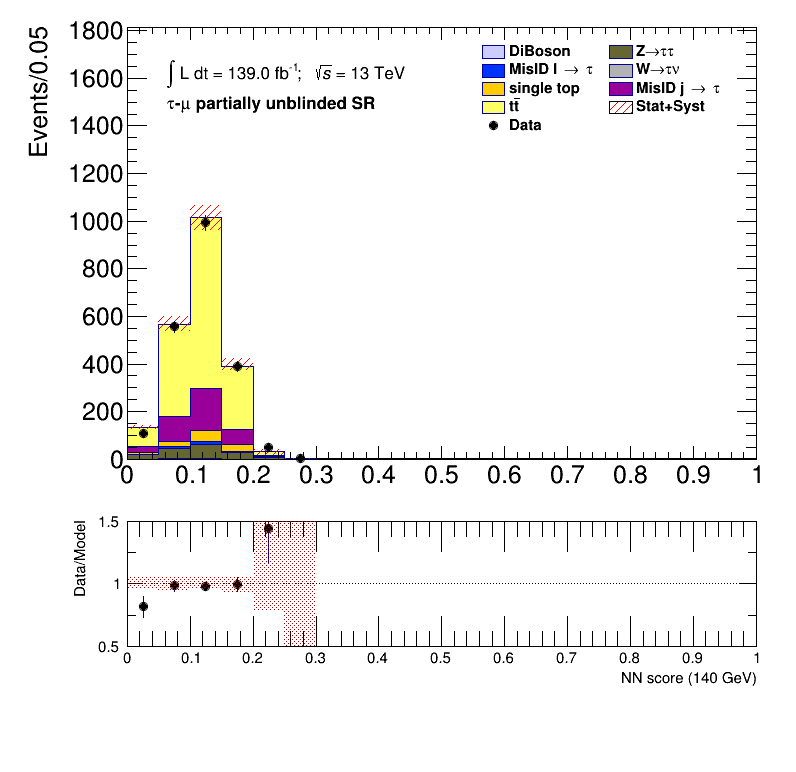 Events/0.05
1800
1600
1400
1200
1000
800
600
400
200
0
∫ L dt = 139.0 fb⁻¹; √s = 13 TeV
τ-μ partially unblinded SR
DiBoson
MisID l → τ
single top
tt̄
Data
Z→ττ
W→τν
MisID j → τ
Stat+Syst
0 0.1 0.2 0.3 0.4 0.5 0.6 0.7 0.8 0.9 1
Data/Model
1.5
1
0.5
0 0.1 0.2 0.3 0.4 0.5 0.6 0.7 0.8 0.9 1
NN score (140 GeV)